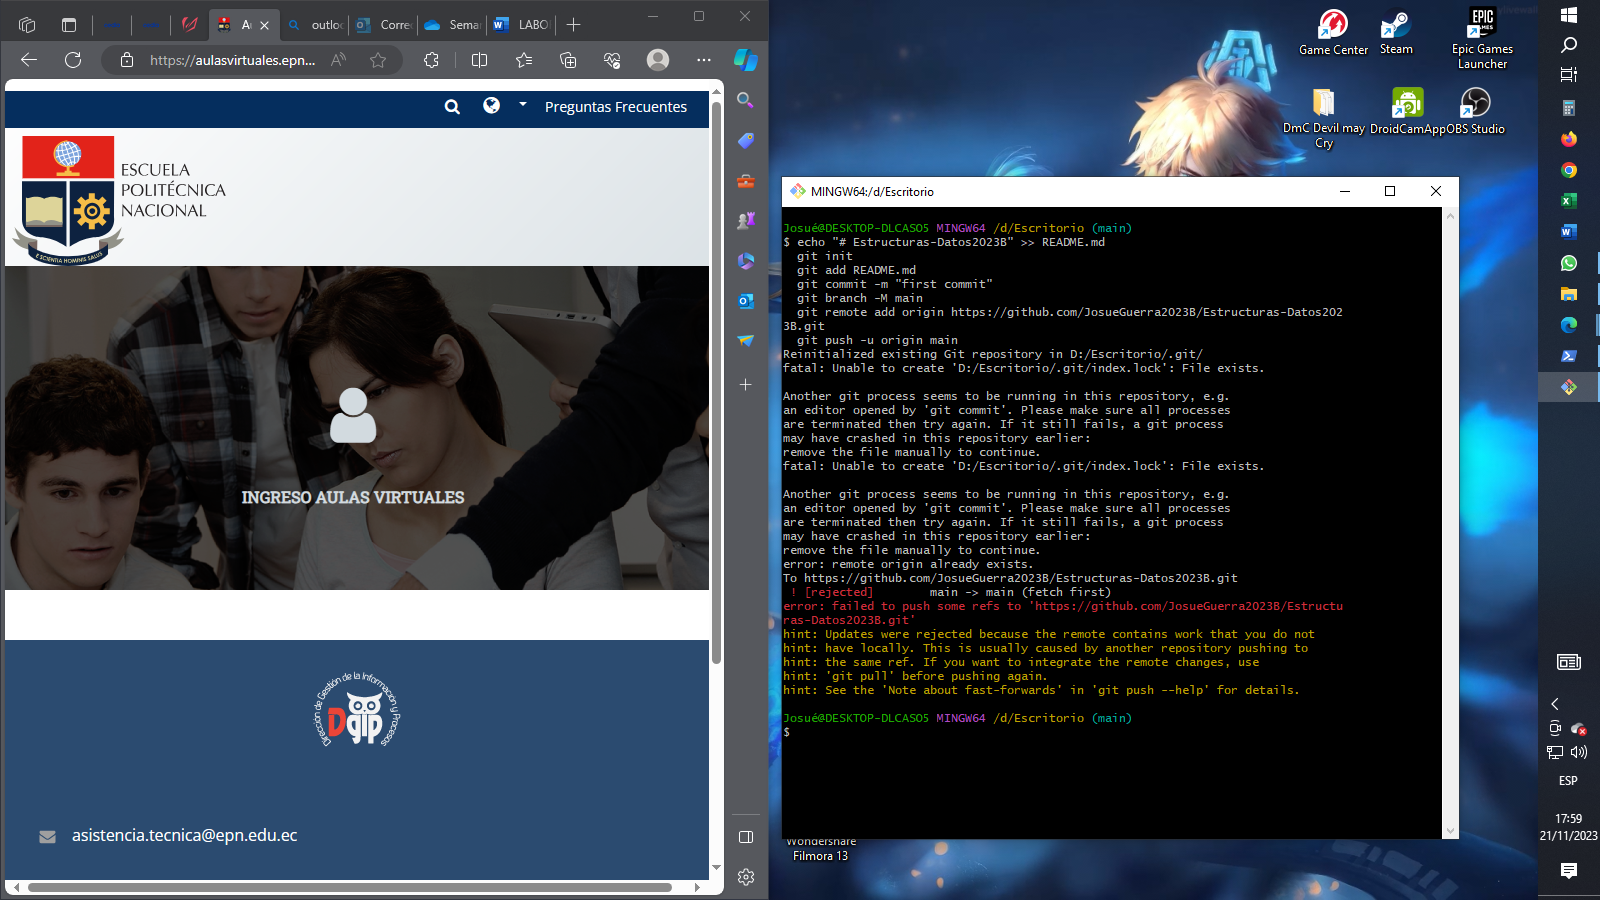 A
outlo
Corre
Sema
LABO
https://aulasvirtuales.epn...
Preguntas Frecuentes
ESCUELA
POLITÉCNICA
NACIONAL
E SCIENTIA HOMINIS SALUS
INGRESO AULAS VIRTUALES
Dirección de Gestión de la Información y Procesos
Dgip
asistencia.tecnica@epn.edu.ec
Game Center
Steam
EPIC
GAMES
Epic Games
Launcher
DmC Devil may
Cry
DroidCamApp
OBS Studio
MINGW64:/d/Escritorio
Josué@DESKTOP-DLCASO5 MINGW64 /d/Escritorio (main)
$ echo "# Estructuras-Datos2023B" >> README.md
git init
git add README.md
git commit -m "first commit"
git branch -M main
git remote add origin https://github.com/JosueGuerra2023B/Estructuras-Datos202
3B.git
git push -u origin main
Reinitialized existing Git repository in D:/Escritorio/.git/
fatal: Unable to create 'D:/Escritorio/.git/index.lock': File exists.
Another git process seems to be running in this repository, e.g.
an editor opened by 'git commit'. Please make sure all processes
are terminated then try again. If it still fails, a git process
may have crashed in this repository earlier:
remove the file manually to continue.
fatal: Unable to create 'D:/Escritorio/.git/index.lock': File exists.
Another git process seems to be running in this repository, e.g.
an editor opened by 'git commit'. Please make sure all processes
are terminated then try again. If it still fails, a git process
may have crashed in this repository earlier:
remove the file manually to continue.
error: remote origin already exists.
To https://github.com/JosueGuerra2023B/Estructuras-Datos2023B.git
! [rejected]        main -> main (fetch first)
error: failed to push some refs to 'https://github.com/JosueGuerra2023B/Estructu
ras-Datos2023B.git'
hint: Updates were rejected because the remote contains work that you do not
hint: have locally. This is usually caused by another repository pushing to
hint: the same ref. If you want to integrate the remote changes, use
hint: 'git pull' before pushing again.
hint: See the 'Note about fast-forwards' in 'git push --help' for details.
Josué@DESKTOP-DLCASO5 MINGW64 /d/Escritorio (main)
$
Wondershare
Filmora 13
ESP
17:59
21/11/2023